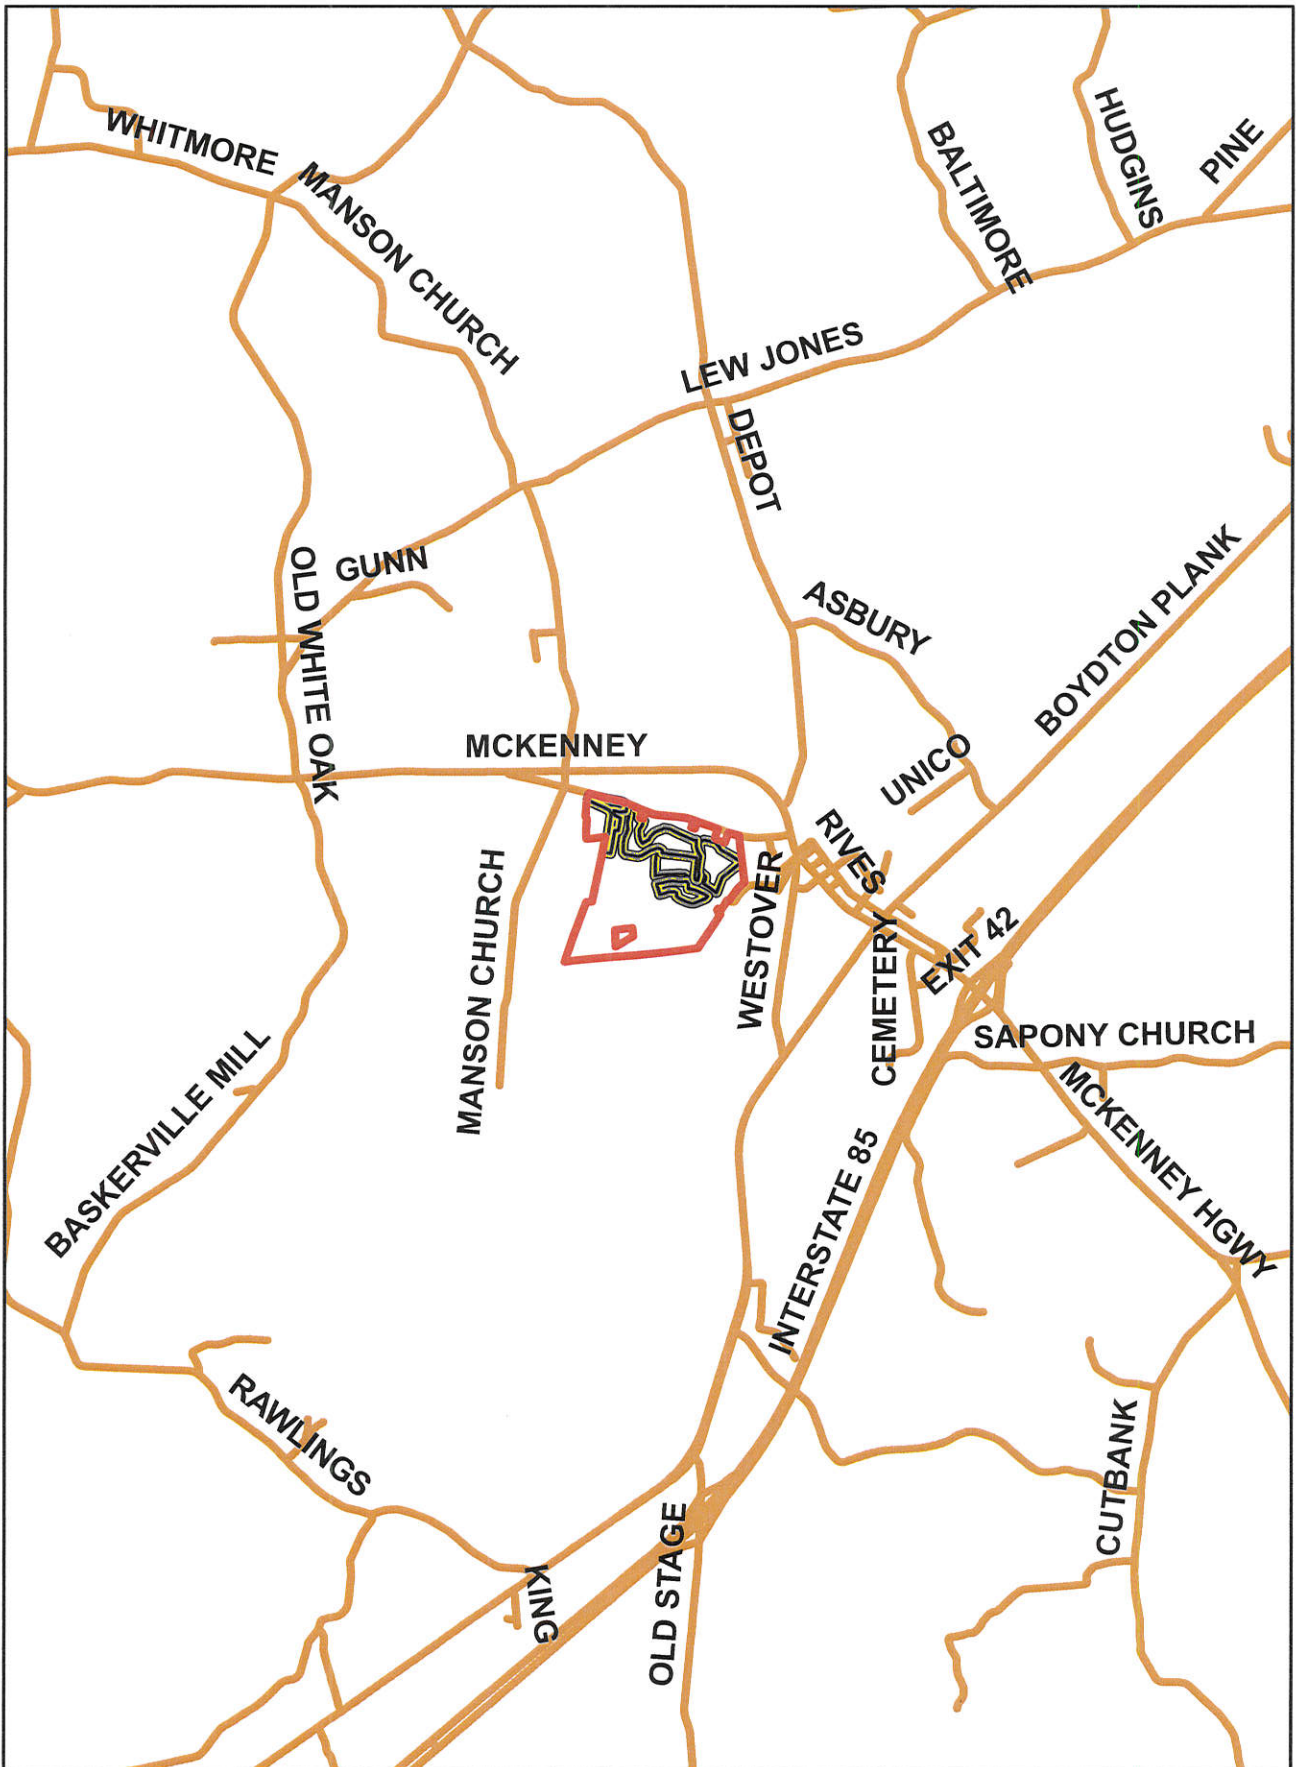 WHITMORE
MANSON CHURCH
BALTIMORE
HUDGINS
PINE
LEW JONES
DEPOT
GUNN
OLD WHITE OAK
ASBURY
BOYDTON PLANK
MCKENNEY
UNICO
RIVES
MANSON CHURCH
WESTOVER
CEMETERY
EXIT 42
SAPONY CHURCH
BASKERVILLE MILL
MCKENNEY HGWY
INTERSTATE 85
RAWLINGS
CUTBANK
KING
OLD STAGE